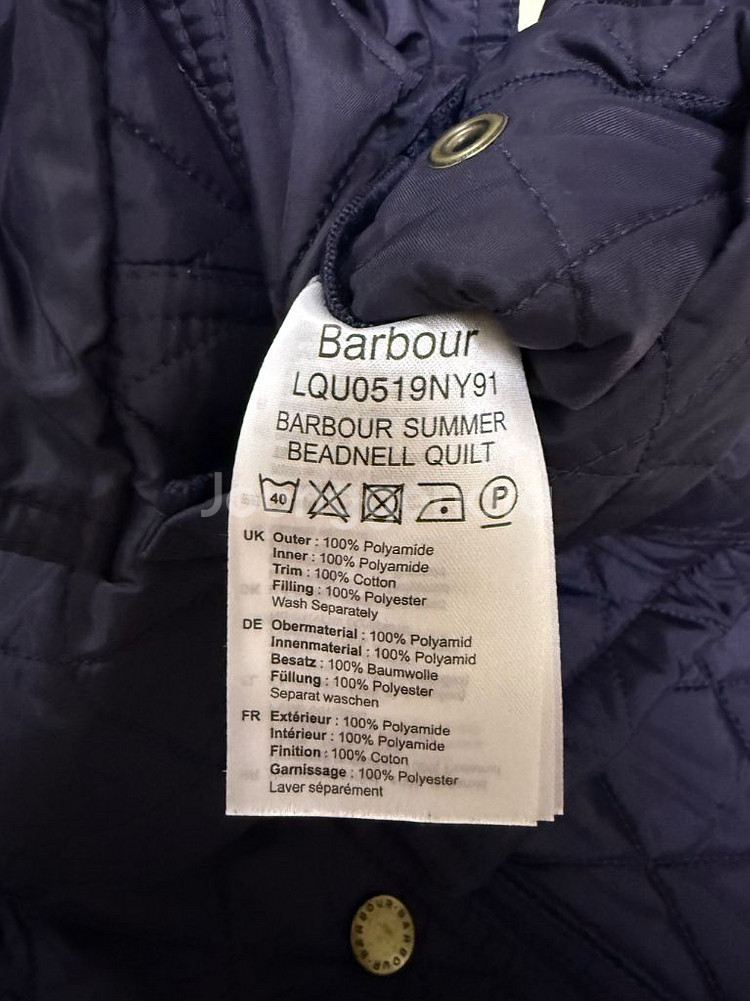 Barbour
LQU0519NY91
BARBOUR SUMMER
BEADNELL QUILT
40
P
UK Outer : 100% Polyamide
Inner : 100% Polyamide
Trim : 100% Cotton
Filling : 100% Polyester
Wash Separately
DE Obermaterial : 100% Polyamid
Innenmaterial : 100% Polyamid
Besatz : 100% Baumwolle
Füllung : 100% Polyester
Separat waschen
FR Extérieur : 100% Polyamide
Intérieur : 100% Polyamide
Finition : 100% Coton
Garnissage : 100% Polyester
Laver séparément
BARBOUR · BARBOUR ·